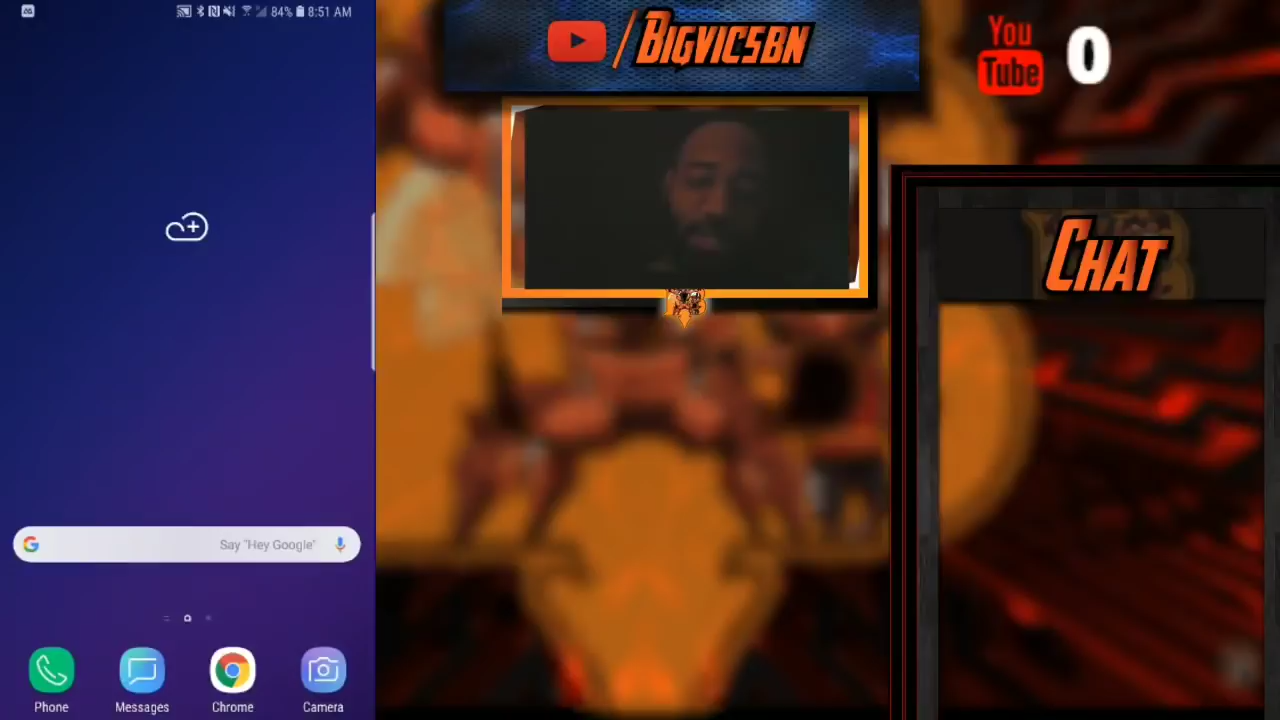 84% 8:51 AM
Say "Hey Google"
Phone Messages Chrome Camera
/BIGVICSBN
You
Tube 0
CHAT